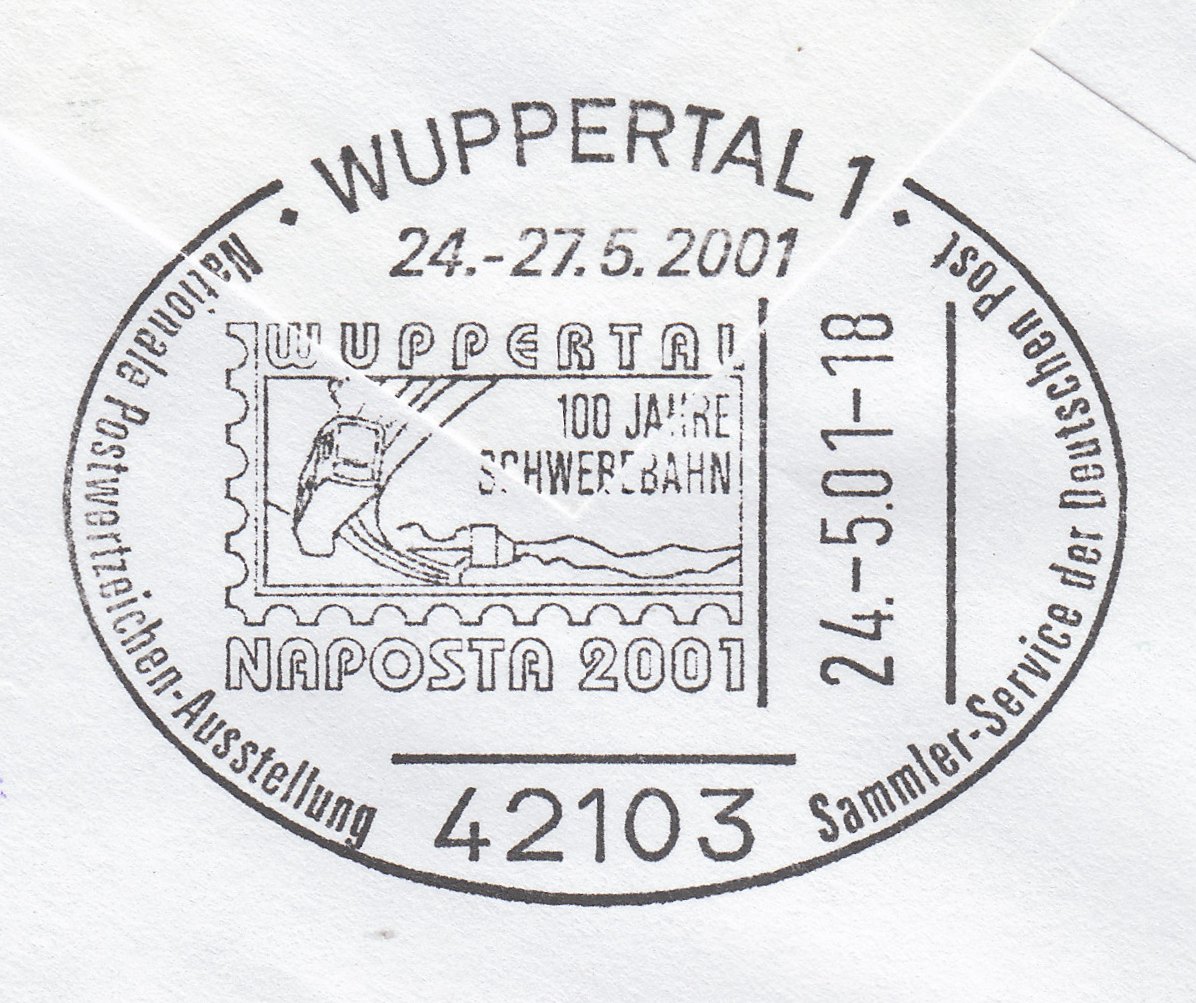 WUPPERTAL 1
24.-27.5.2001
Nationale Postwertzeichen-Ausstellung
WUPPERTAL
100 JAHRE
SCHWEBEBAHN
NAPOSTA 2001
24.-5.01-18
Sammler-Service der Deutschen Post
42103